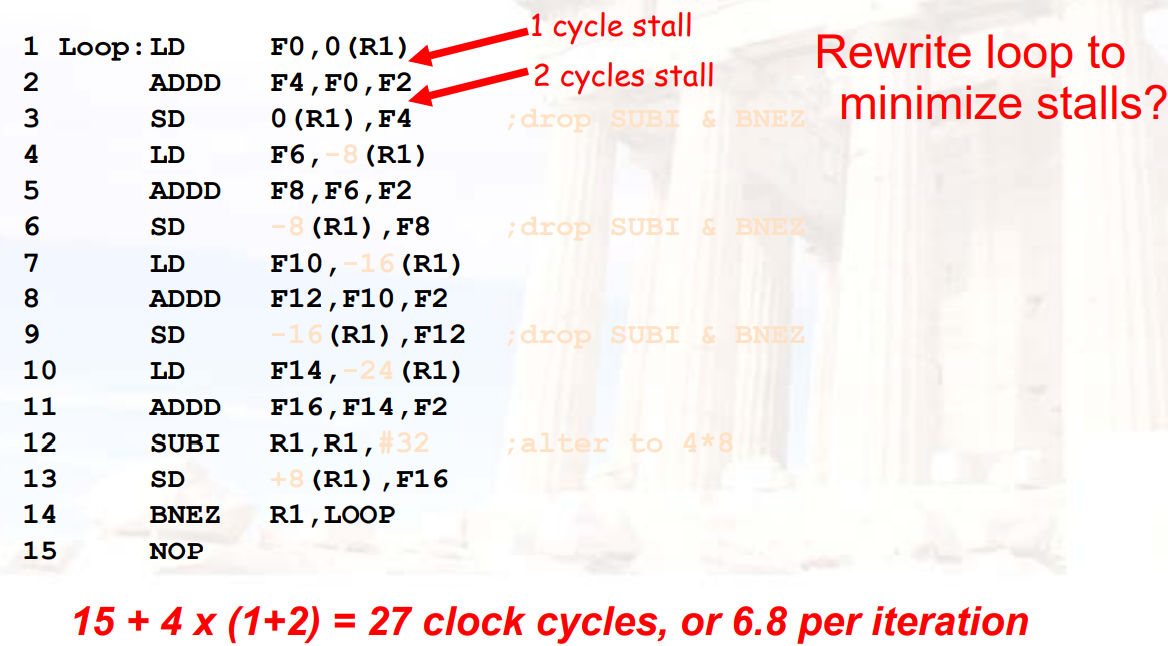 1 cycle stall
Rewrite loop to
minimize stalls?
1 Loop: LD F0,0(R1)
2 cycles stall
2 ADDD F4,F0,F2
3 SD 0(R1),F4 ;drop SUBI & BNEZ
4 LD F6,-8(R1)
5 ADDD F8,F6,F2
6 SD -8(R1),F8 ;drop SUBI & BNEZ
7 LD F10,-16(R1)
8 ADDD F12,F10,F2
9 SD -16(R1),F12 ;drop SUBI & BNEZ
10 LD F14,-24(R1)
11 ADDD F16,F14,F2
12 SUBI R1,R1,#32 ;alter to 4*8
13 SD +8(R1),F16
14 BNEZ R1,LOOP
15 NOP
15 + 4 x (1+2) = 27 clock cycles, or 6.8 per iteration